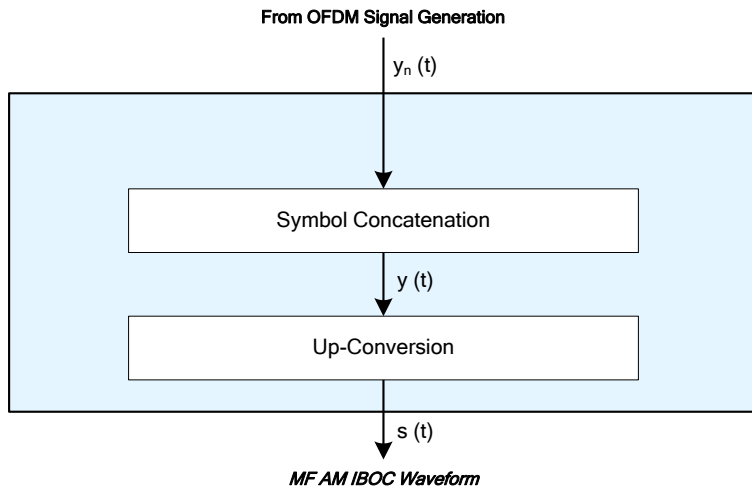 From OFDM Signal Generation
yn (t)
Symbol Concatenation
y (t)
Up-Conversion
s (t)
MF AM IBOC Waveform